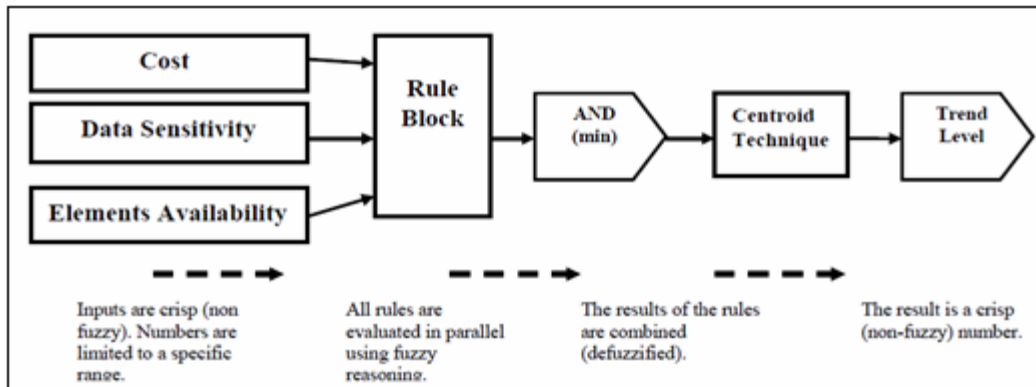 Cost
Data Sensitivity
Elements Availability
Rule
Block
AND
(min)
Centroid
Technique
Trend
Level
Inputs are crisp (non
fuzzy). Numbers are
limited to a specific
range.
All rules are
evaluated in parallel
using fuzzy
reasoning.
The results of the rules
are combined
(defuzzified).
The result is a crisp
(non-fuzzy) number.